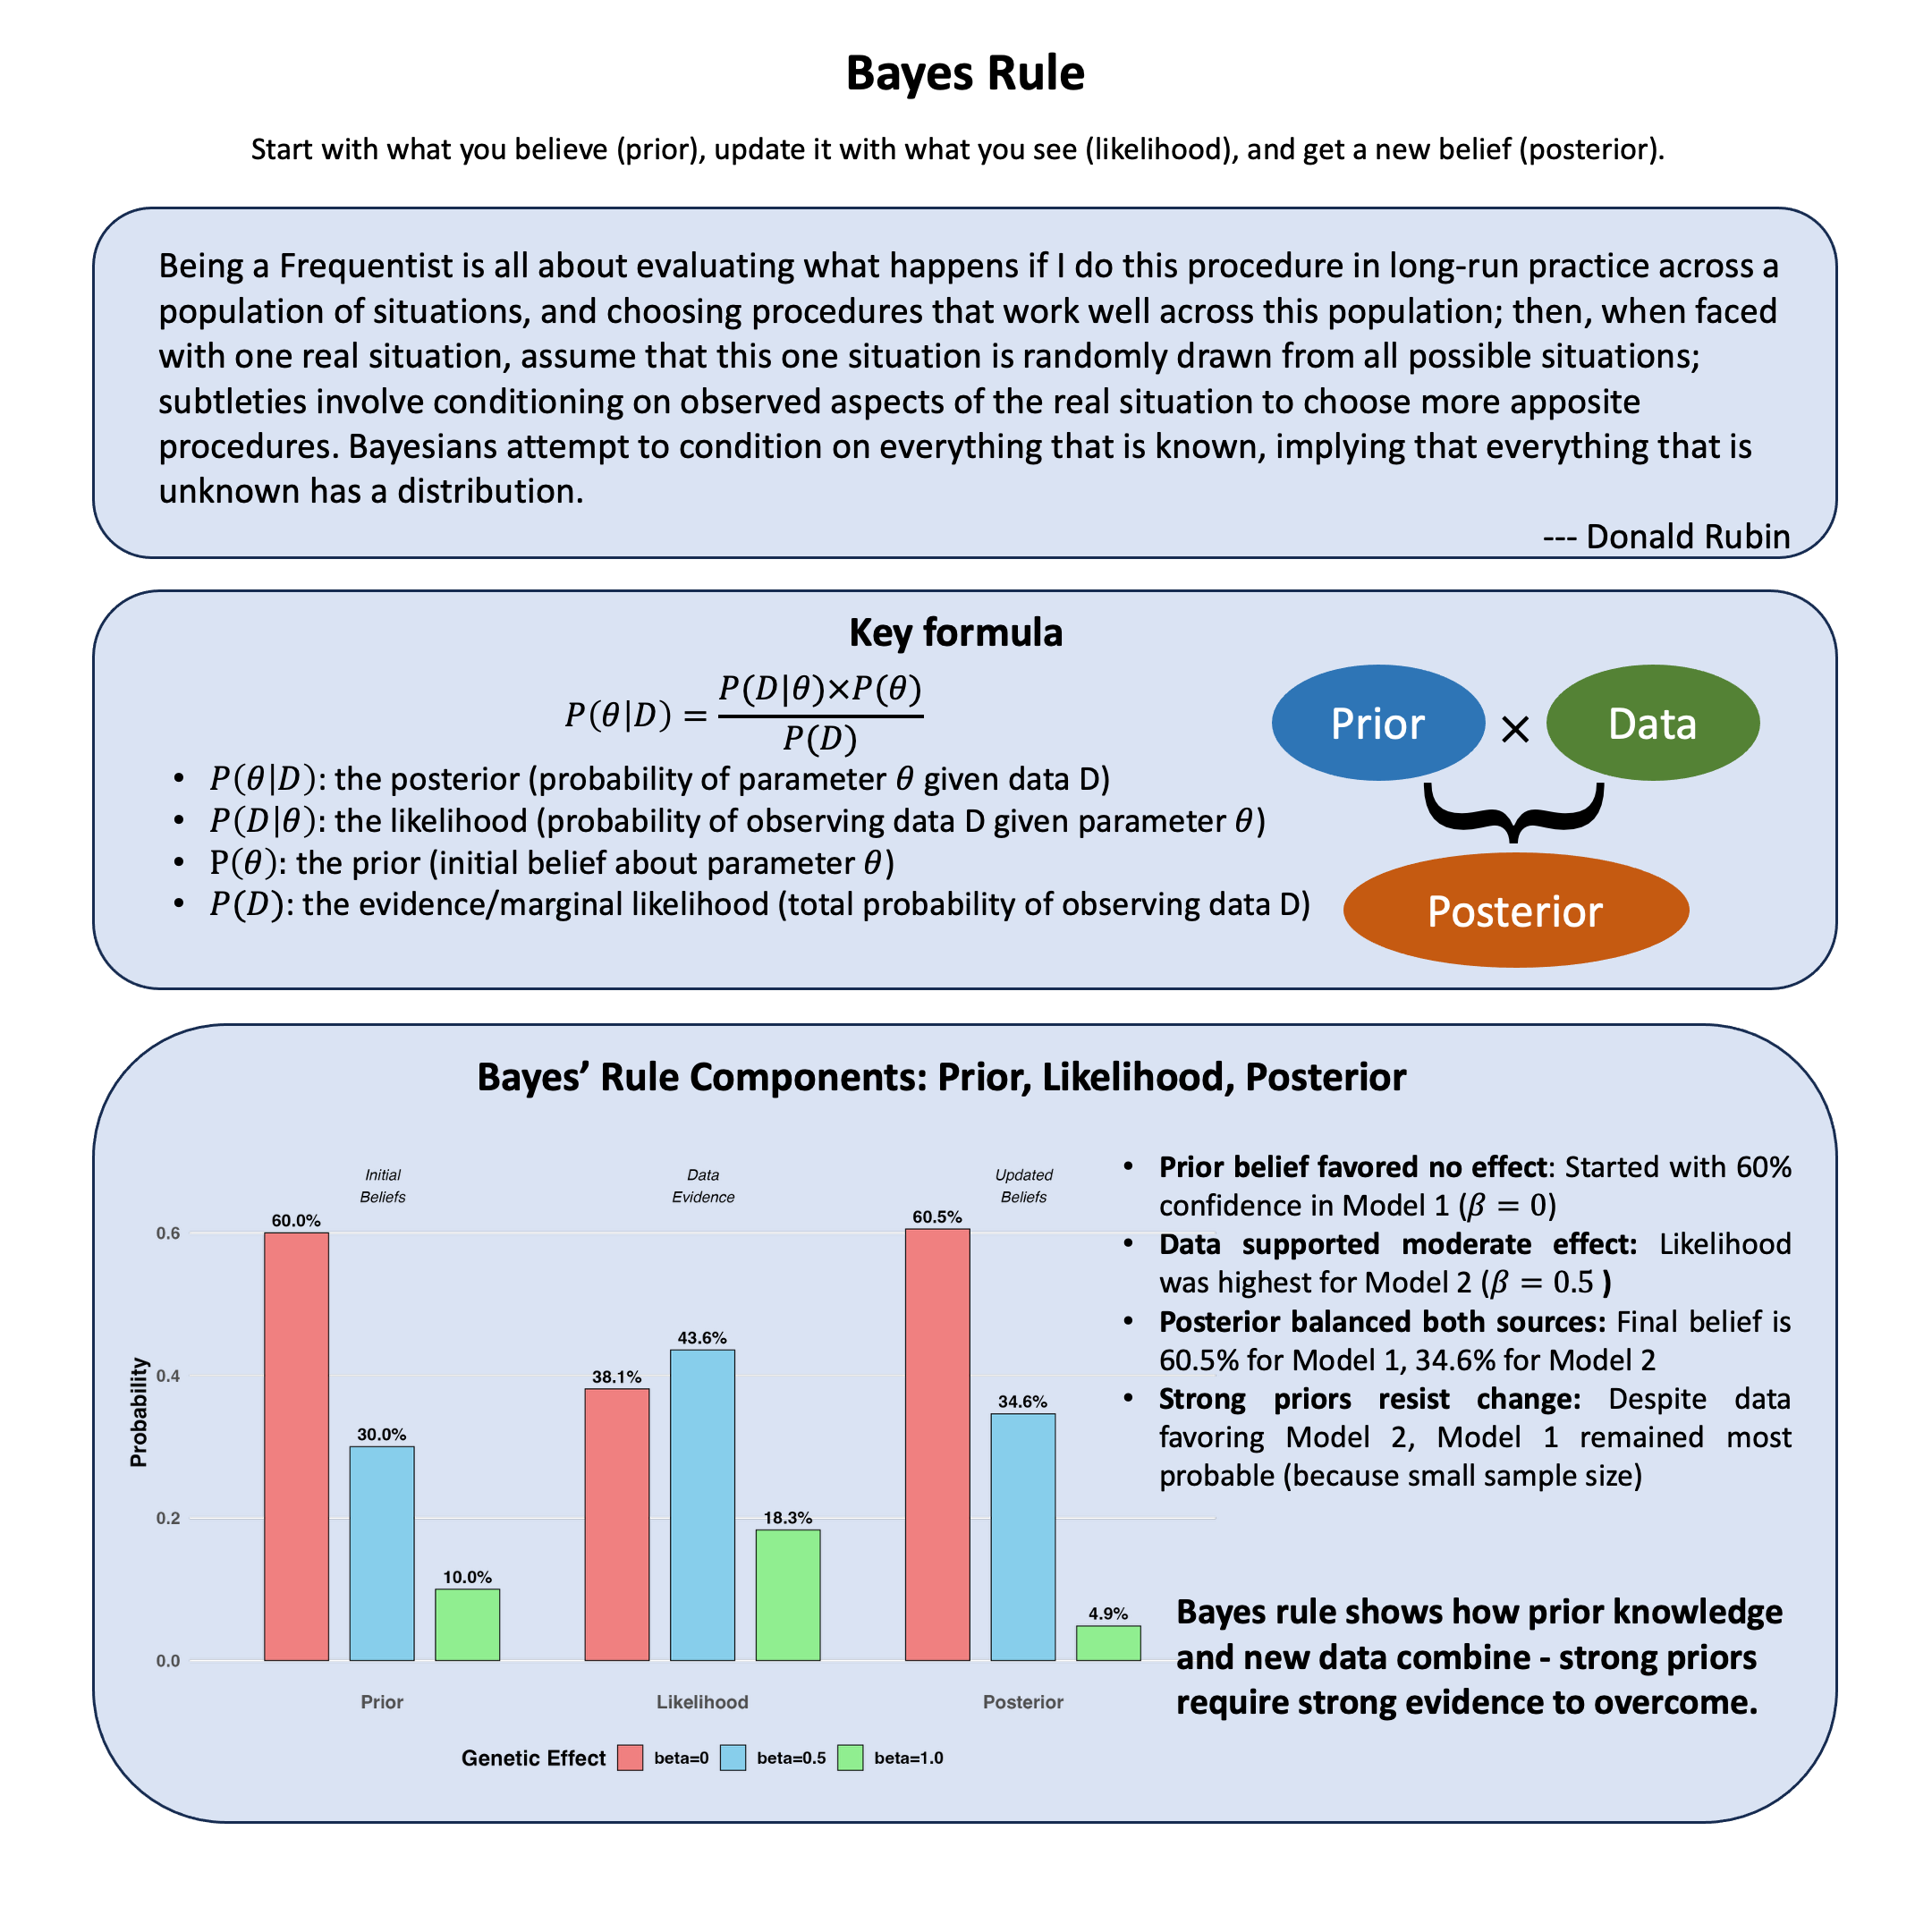 Bayes Rule
Start with what you believe (prior), update it with what you see (likelihood), and get a new belief (posterior).
Being a Frequentist is all about evaluating what happens if I do this procedure in long-run practice across a
population of situations, and choosing procedures that work well across this population; then, when faced
with one real situation, assume that this one situation is randomly drawn from all possible situations;
subtleties involve conditioning on observed aspects of the real situation to choose more apposite
procedures. Bayesians attempt to condition on everything that is known, implying that everything that is
unknown has a distribution.
--- Donald Rubin
Key formula
P(θ|D) = P(D|θ)×P(θ) / P(D)
• P(θ|D): the posterior (probability of parameter θ given data D)
• P(D|θ): the likelihood (probability of observing data D given parameter θ)
• P(θ): the prior (initial belief about parameter θ)
• P(D): the evidence/marginal likelihood (total probability of observing data D)
Prior × Data
Posterior
Bayes' Rule Components: Prior, Likelihood, Posterior
Initial
Beliefs
Data
Evidence
Updated
Beliefs
Probability
0.6
0.4
0.2
0.0
60.0%
30.0%
10.0%
38.1%
43.6%
18.3%
60.5%
34.6%
4.9%
Prior
Likelihood
Posterior
Genetic Effect beta=0 beta=0.5 beta=1.0
• Prior belief favored no effect: Started with 60%
confidence in Model 1 (β = 0)
• Data supported moderate effect: Likelihood
was highest for Model 2 (β = 0.5 )
• Posterior balanced both sources: Final belief is
60.5% for Model 1, 34.6% for Model 2
• Strong priors resist change: Despite data
favoring Model 2, Model 1 remained most
probable (because small sample size)
Bayes rule shows how prior knowledge
and new data combine - strong priors
require strong evidence to overcome.